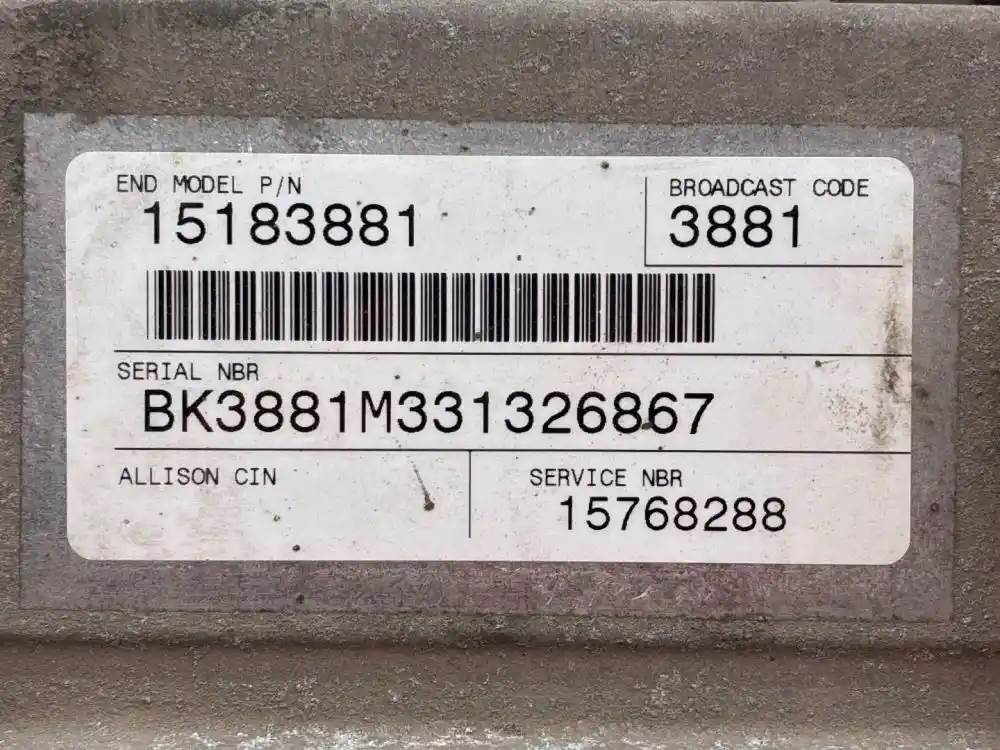 END MODEL P/N
15183881
BROADCAST CODE
3881
SERIAL NBR
BK3881M331326867
ALLISON CIN
SERVICE NBR
15768288